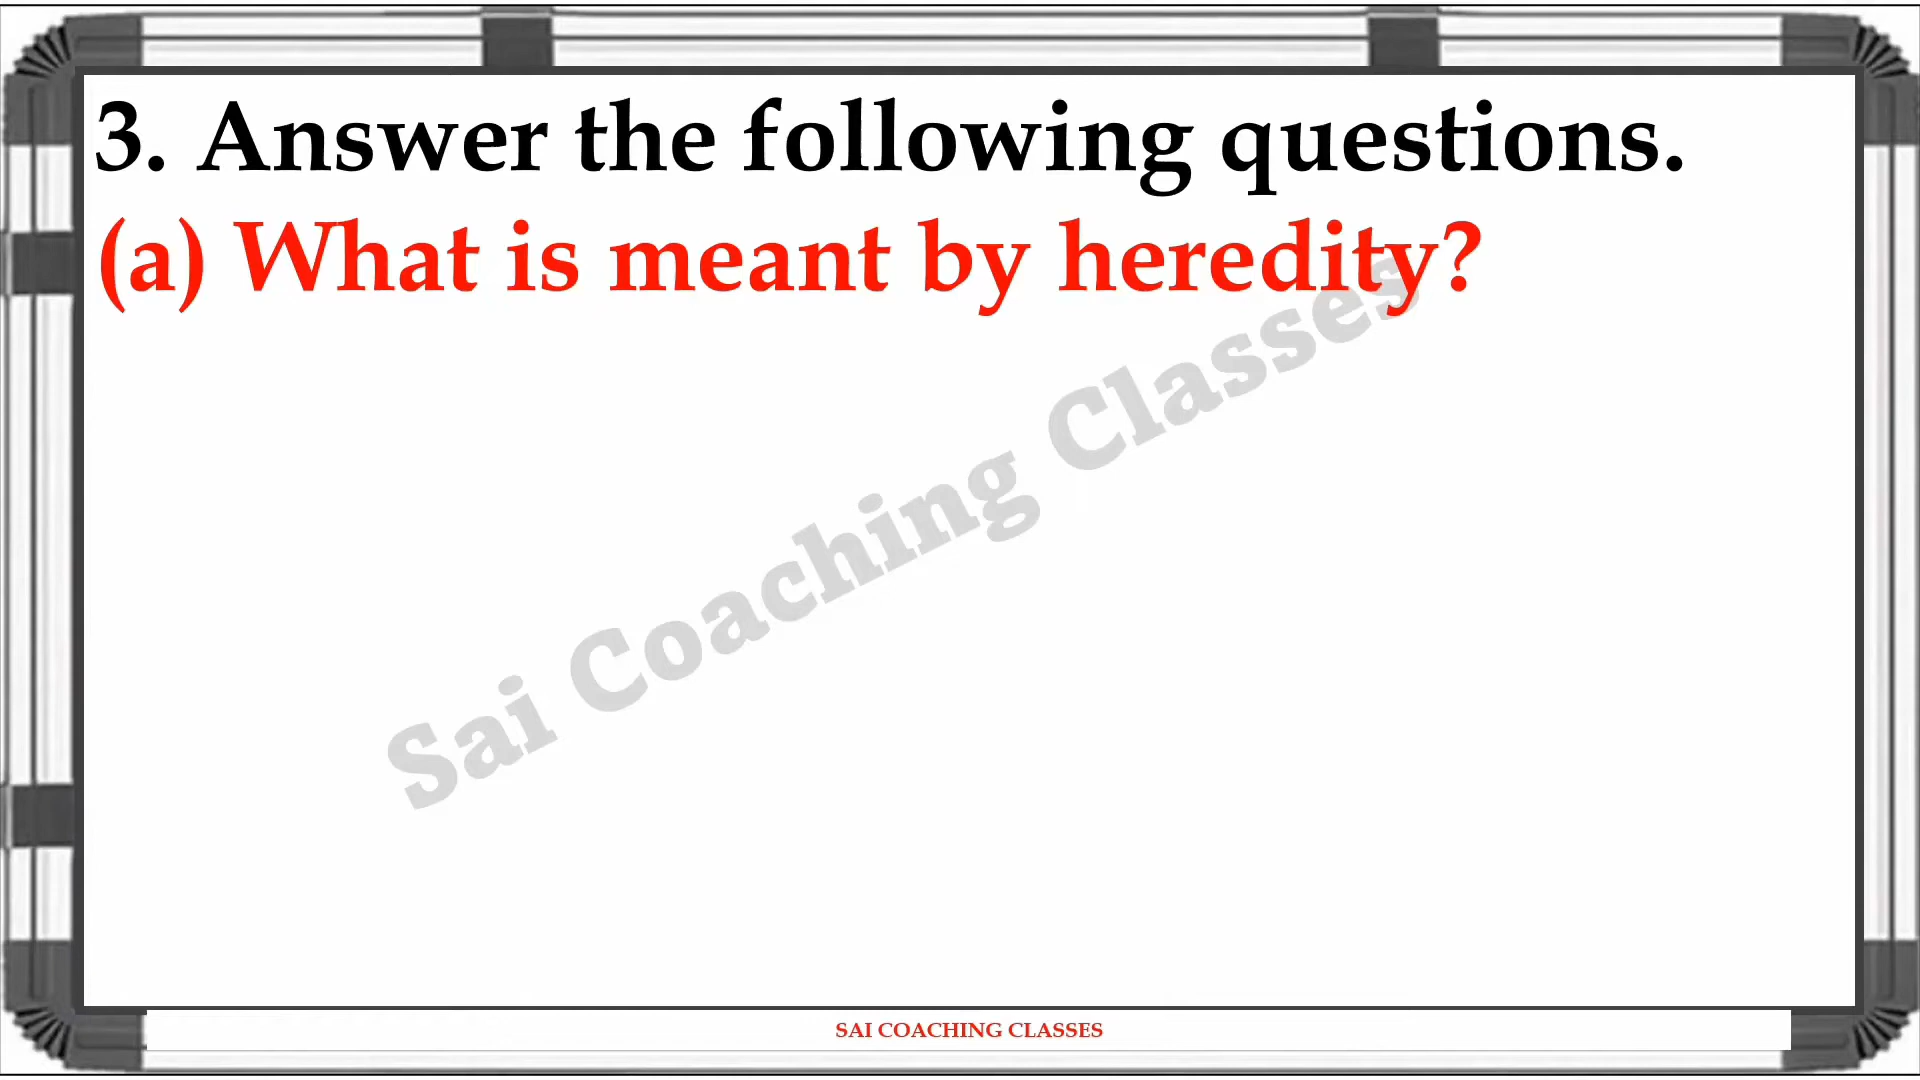 3. Answer the following questions.
(a) What is meant by heredity?
Sai Coaching Classes
SAI COACHING CLASSES